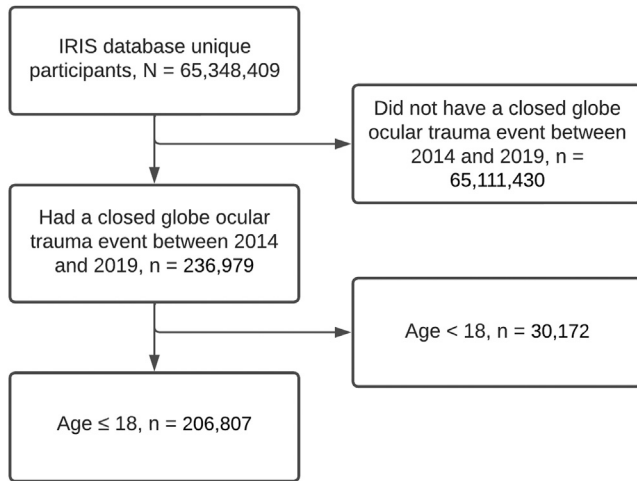 IRIS database unique
participants, N = 65,348,409
Did not have a closed globe
ocular trauma event between
2014 and 2019, n =
65,111,430
Had a closed globe ocular
trauma event between 2014
and 2019, n = 236,979
Age < 18, n = 30,172
Age ≤ 18, n = 206,807